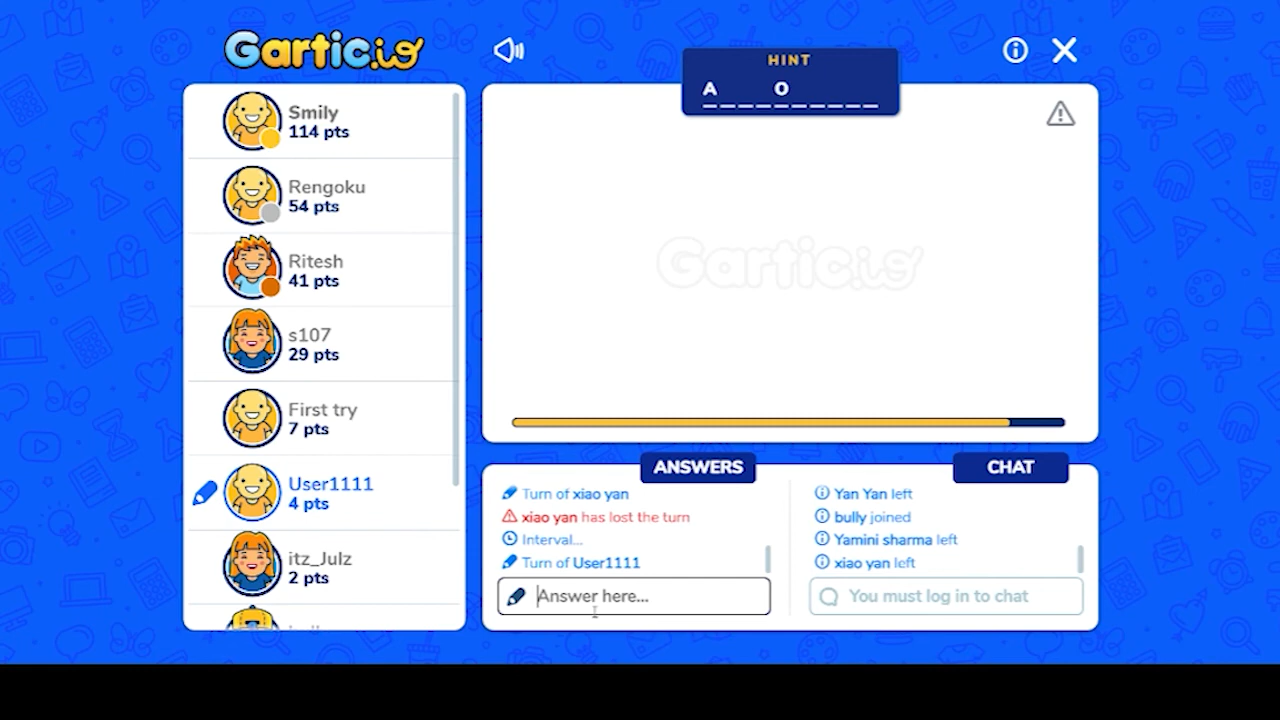 Gartic.io
HINT
A O
_ _ _ _ _ _ _ _ _ _
Smily
114 pts
Rengoku
54 pts
Ritesh
41 pts
s107
29 pts
First try
7 pts
User1111
4 pts
itz_Julz
2 pts
Gartic.io
ANSWERS
Turn of xiao yan
xiao yan has lost the turn
Interval...
Turn of User1111
Answer here...
CHAT
Yan Yan left
bully joined
Yamini sharma left
xiao yan left
You must log in to chat